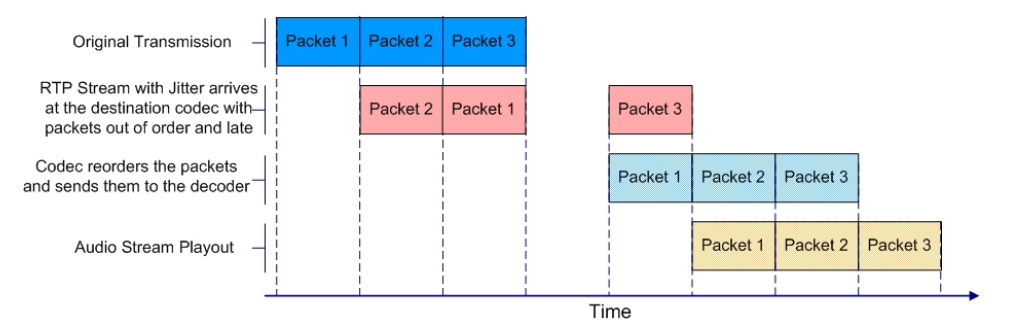 Original Transmission
Packet 1 Packet 2 Packet 3
RTP Stream with Jitter arrives
at the destination codec with
packets out of order and late
Packet 2 Packet 1 Packet 3
Codec reorders the packets
and sends them to the decoder
Packet 1 Packet 2 Packet 3
Audio Stream Playout
Packet 1 Packet 2 Packet 3
Time